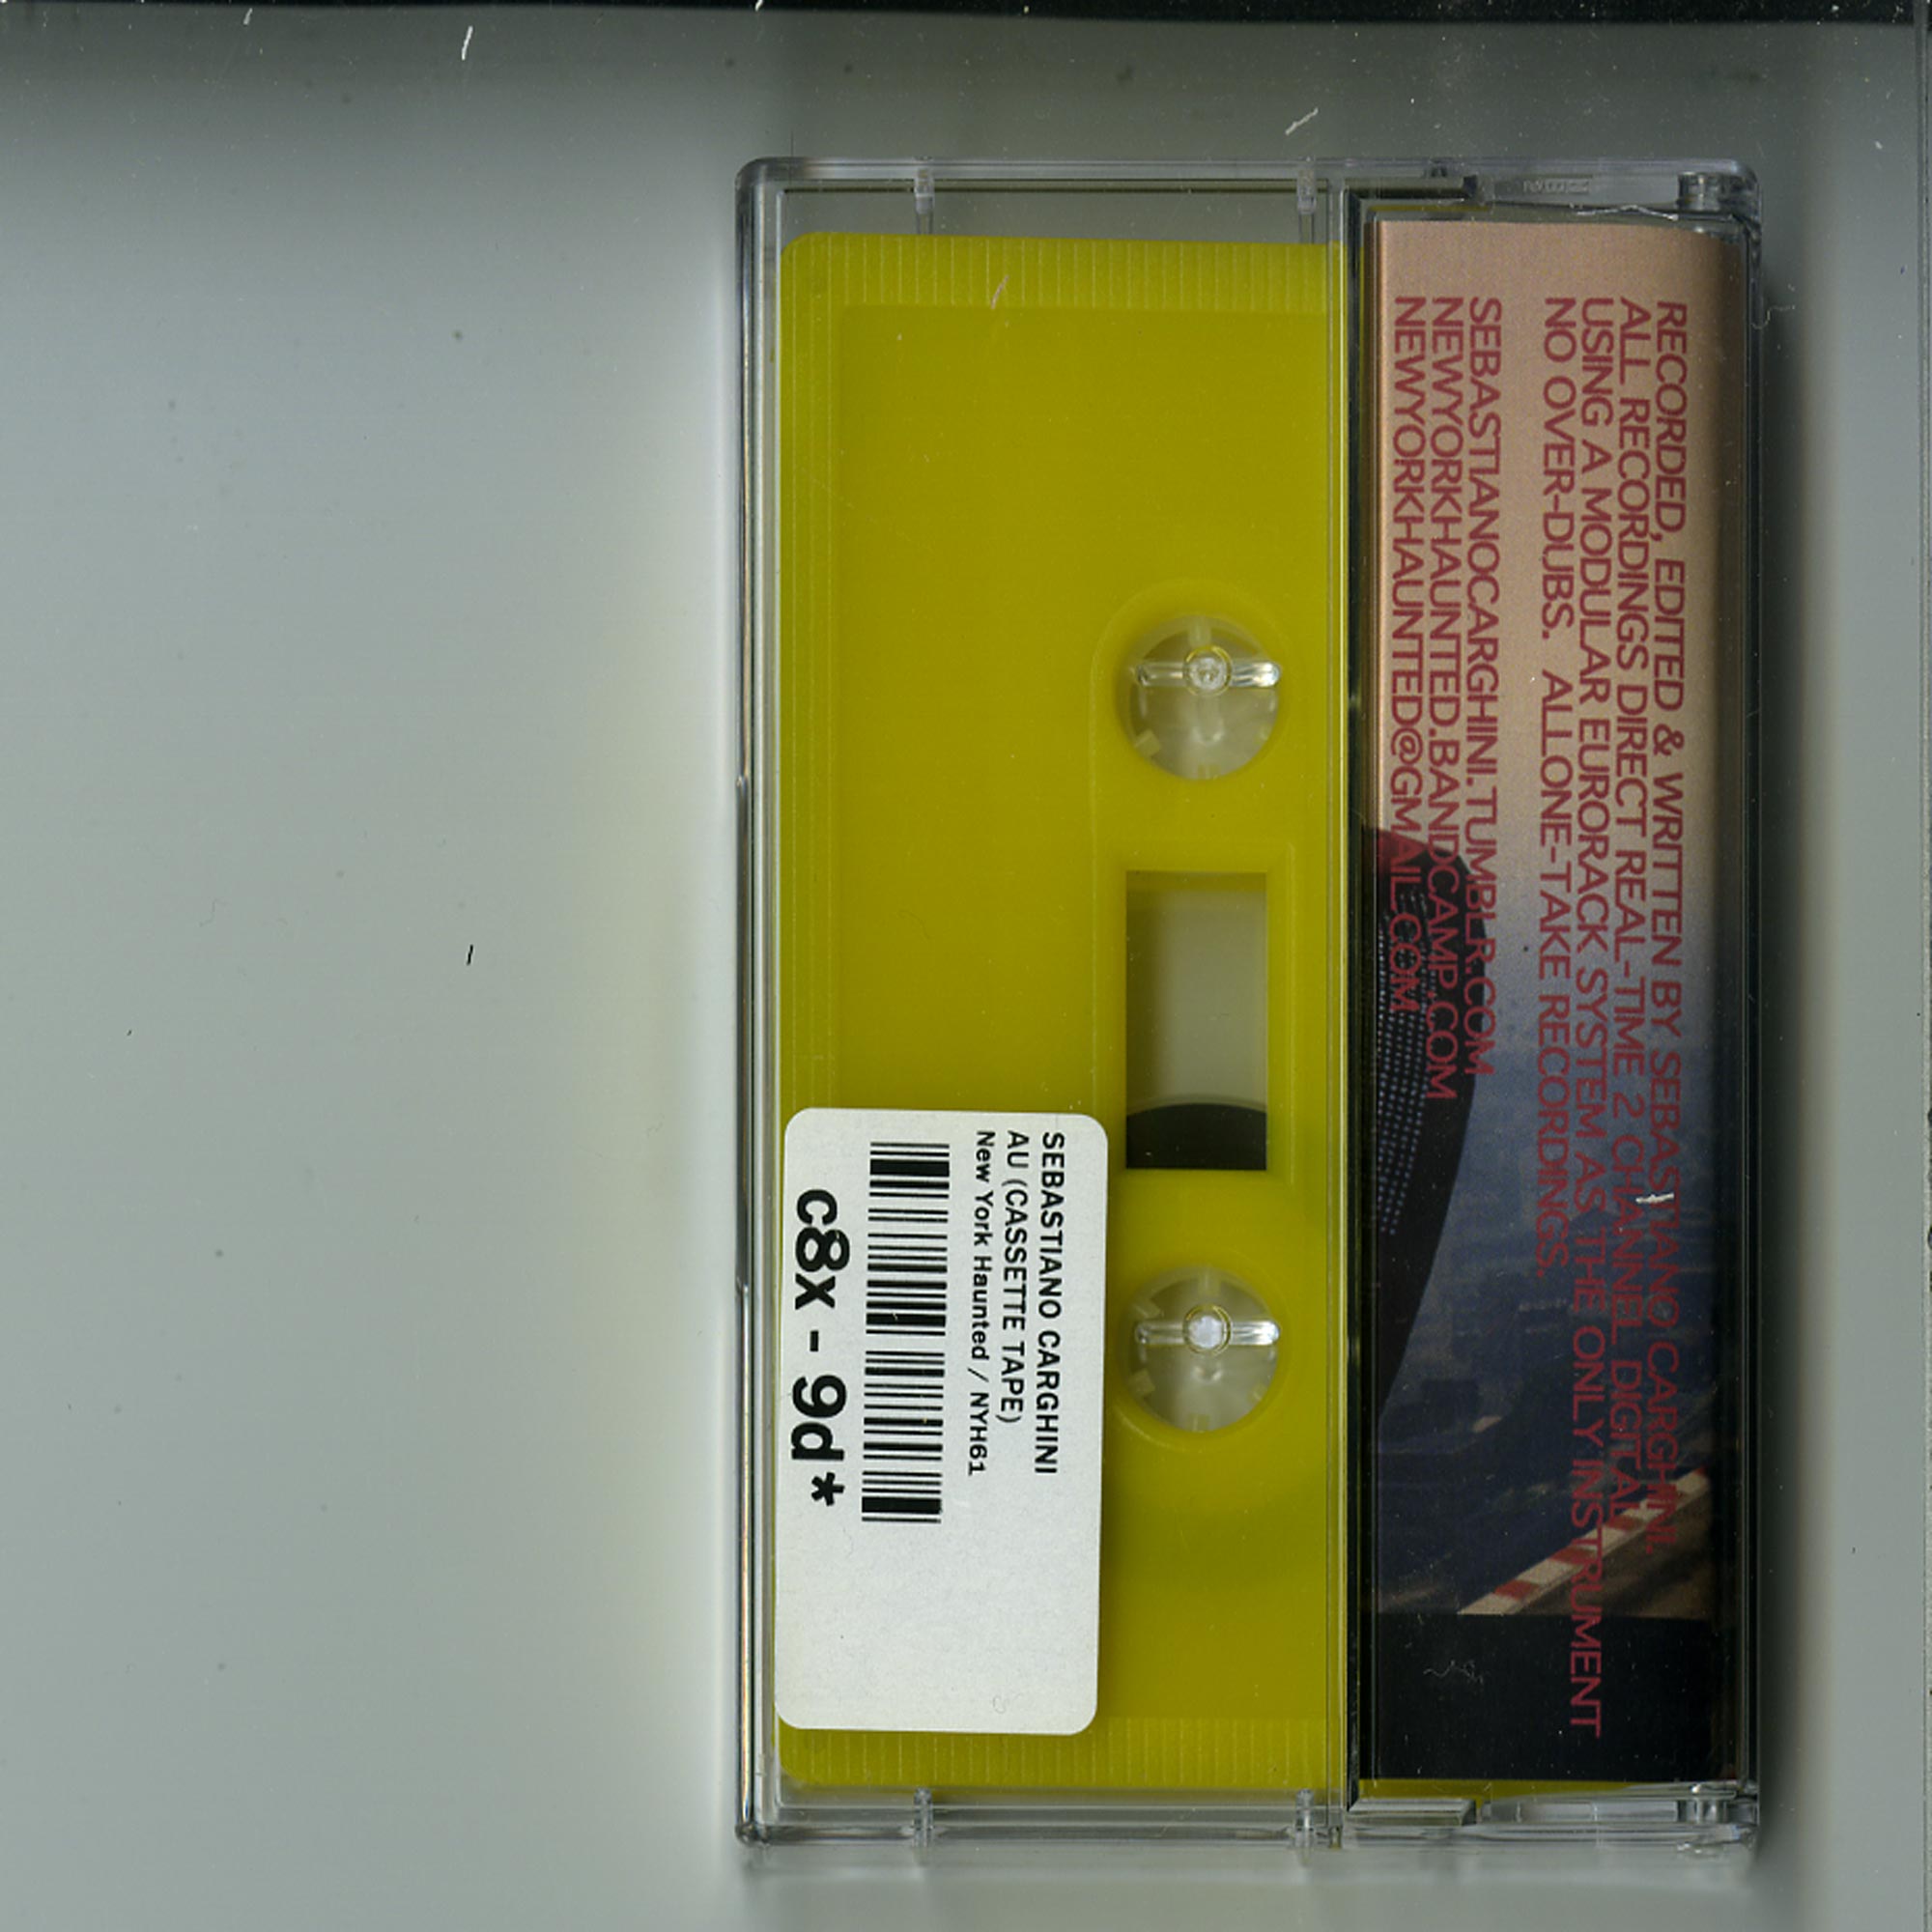 RECORDED, EDITED & WRITTEN BY SEBASTIANO CARGHINI.
ALL RECORDINGS DIRECT REAL-TIME 2 CHANNEL DIGITAL
USING A MODULAR EURORACK SYSTEM AS THE ONLY INSTRUMENT
NO OVER-DUBS. ALL ONE-TAKE RECORDINGS.
SEBASTIANOCARGHINI.TUMBLR.COM
NEWYORKHAUNTED.BANDCAMP.COM
NEWYORKHAUNTED@GMAIL.COM
SEBASTIANO CARGHINI
AU (CASSETTE TAPE)
New York Haunted / NYH61
c8x - 9d*